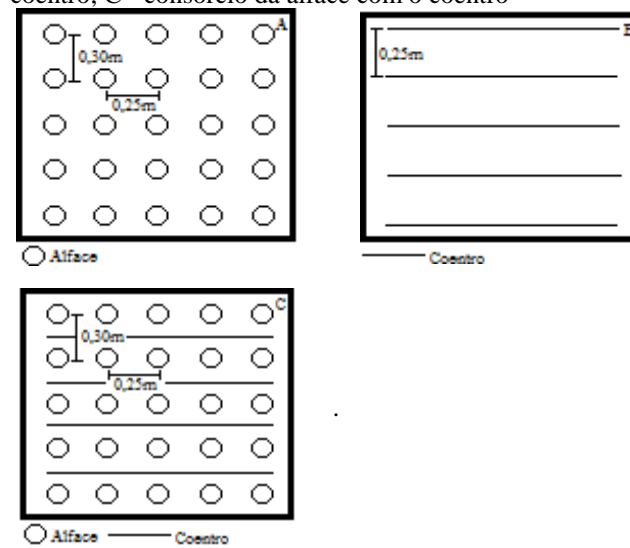 coentro; C - consórcio da alface com o coentro
A
0,30m
0,25m
Alface
B
0,25m
Coentro
C
0,30m
0,25m
Alface
Coentro
.